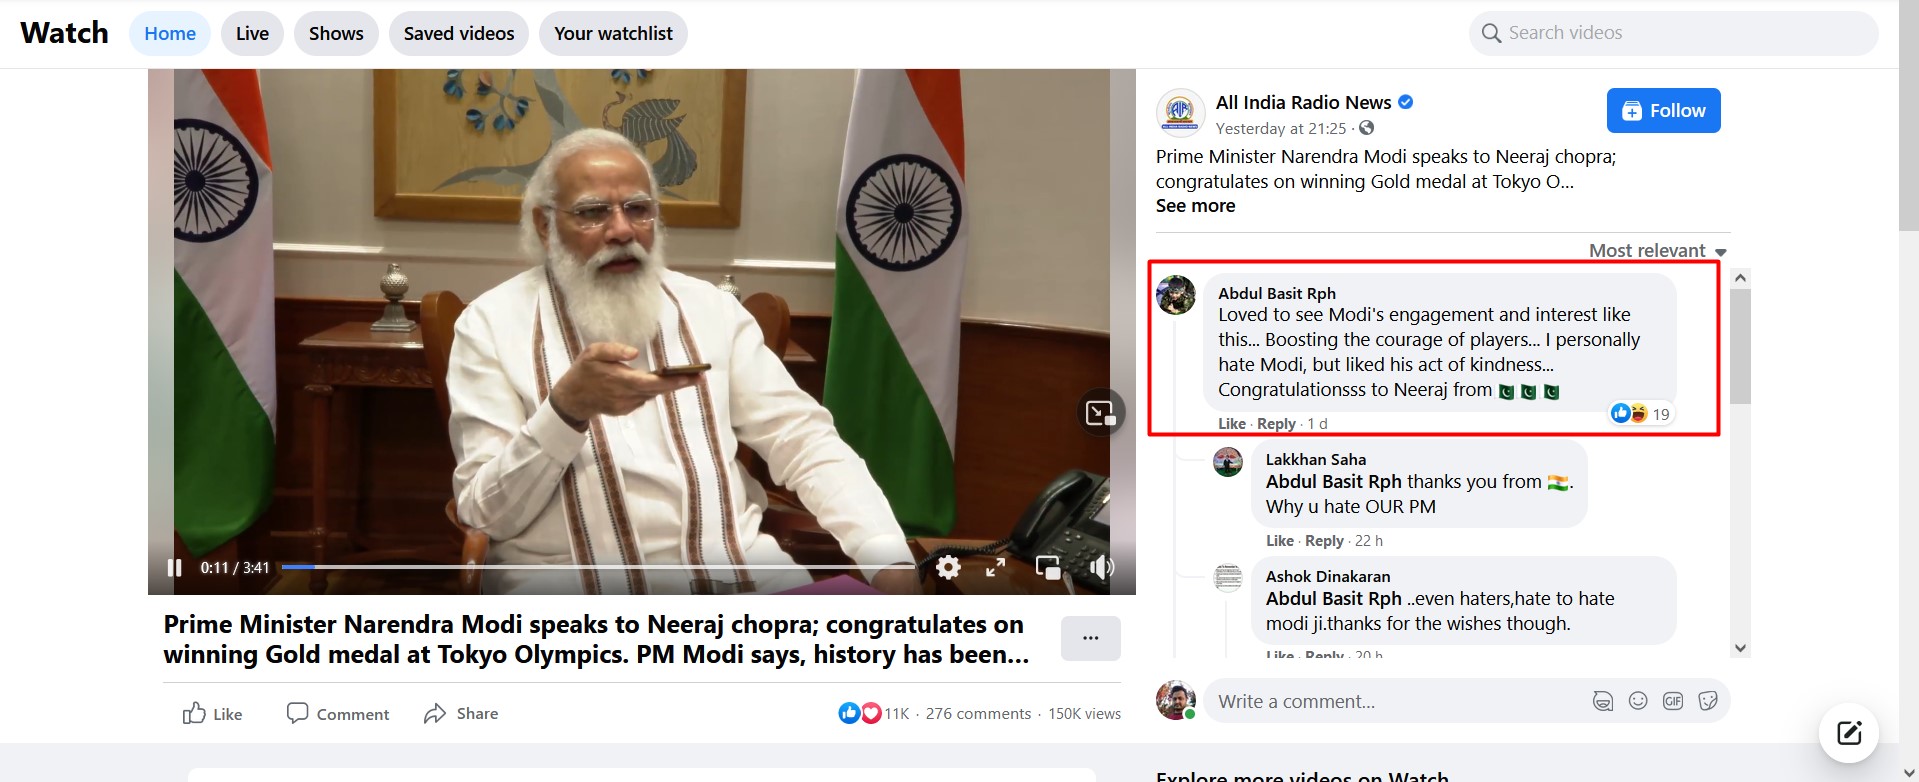 Watch
Home
Live
Shows
Saved videos
Your watchlist
Search videos
0:11 / 3:41
Prime Minister Narendra Modi speaks to Neeraj chopra; congratulates on
winning Gold medal at Tokyo Olympics. PM Modi says, history has been...
...
Like
Comment
Share
11K · 276 comments · 150K views
All India Radio News
Yesterday at 21:25 ·
Follow
Prime Minister Narendra Modi speaks to Neeraj chopra;
congratulates on winning Gold medal at Tokyo O...
See more
Most relevant
Abdul Basit Rph
Loved to see Modi's engagement and interest like
this... Boosting the courage of players... I personally
hate Modi, but liked his act of kindness...
Congratulationsss to Neeraj from 🇵🇰 🇵🇰 🇵🇰
19
Like · Reply · 1 d
Lakkhan Saha
Abdul Basit Rph thanks you from 🇮🇳.
Why u hate OUR PM
Like · Reply · 22 h
Ashok Dinakaran
Abdul Basit Rph ..even haters,hate to hate
modi ji.thanks for the wishes though.
Like · Reply · 20 h
Write a comment...
GIF
Explore more videos on Watch